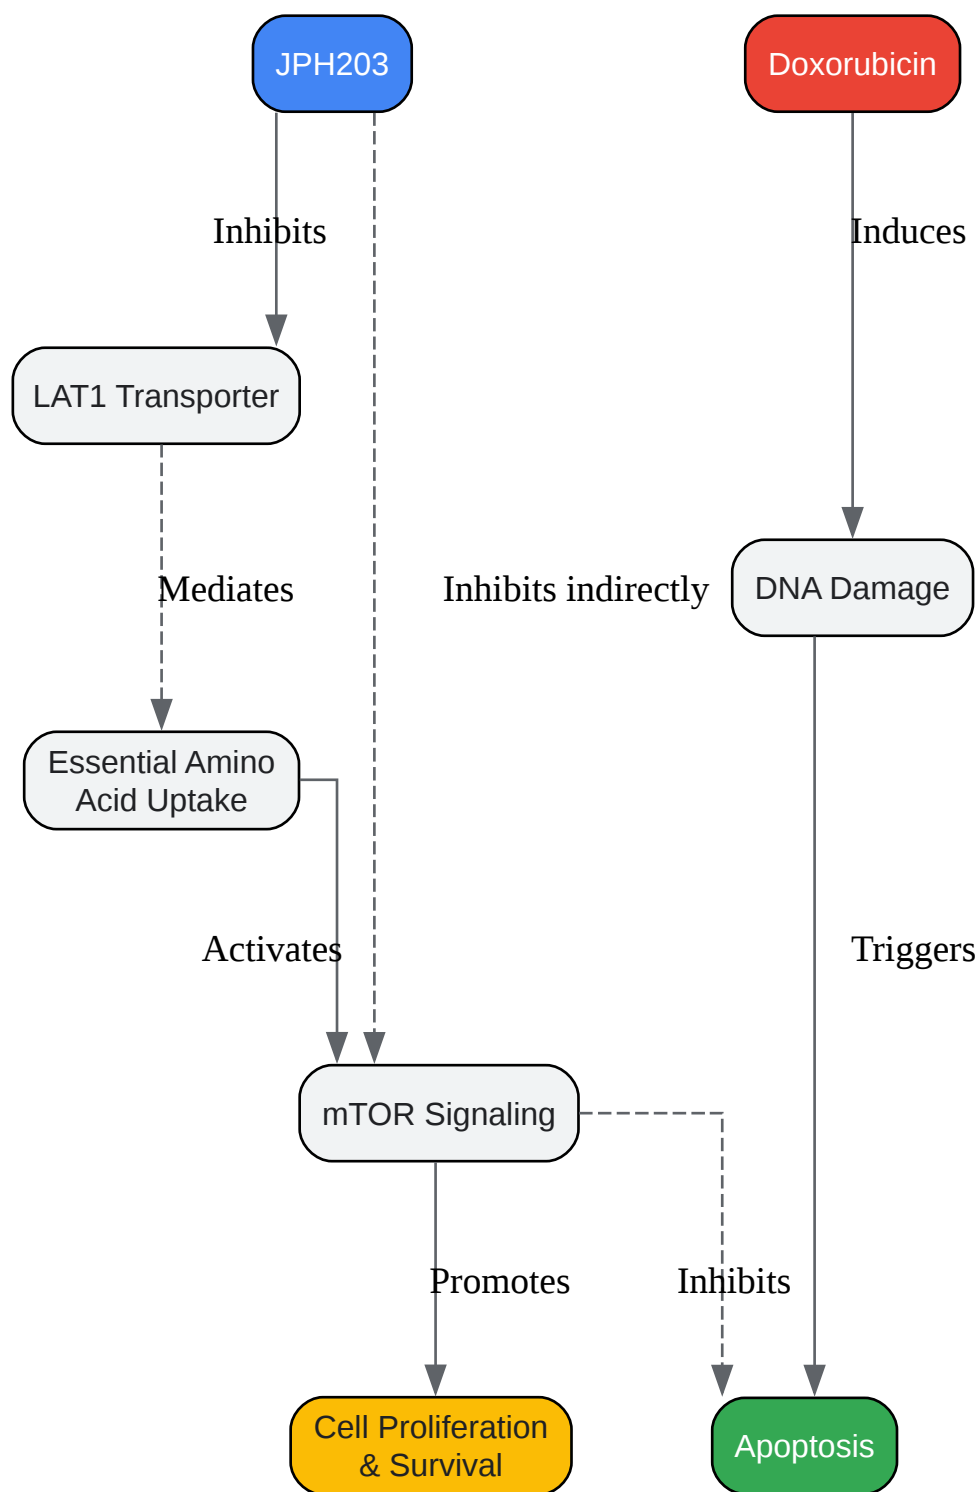 JPH203
Doxorubicin
Inhibits
Induces
LAT1 Transporter
Mediates
Inhibits indirectly
DNA Damage
Essential Amino
Acid Uptake
Activates
Triggers
mTOR Signaling
Promotes
Inhibits
Cell Proliferation
& Survival
Apoptosis